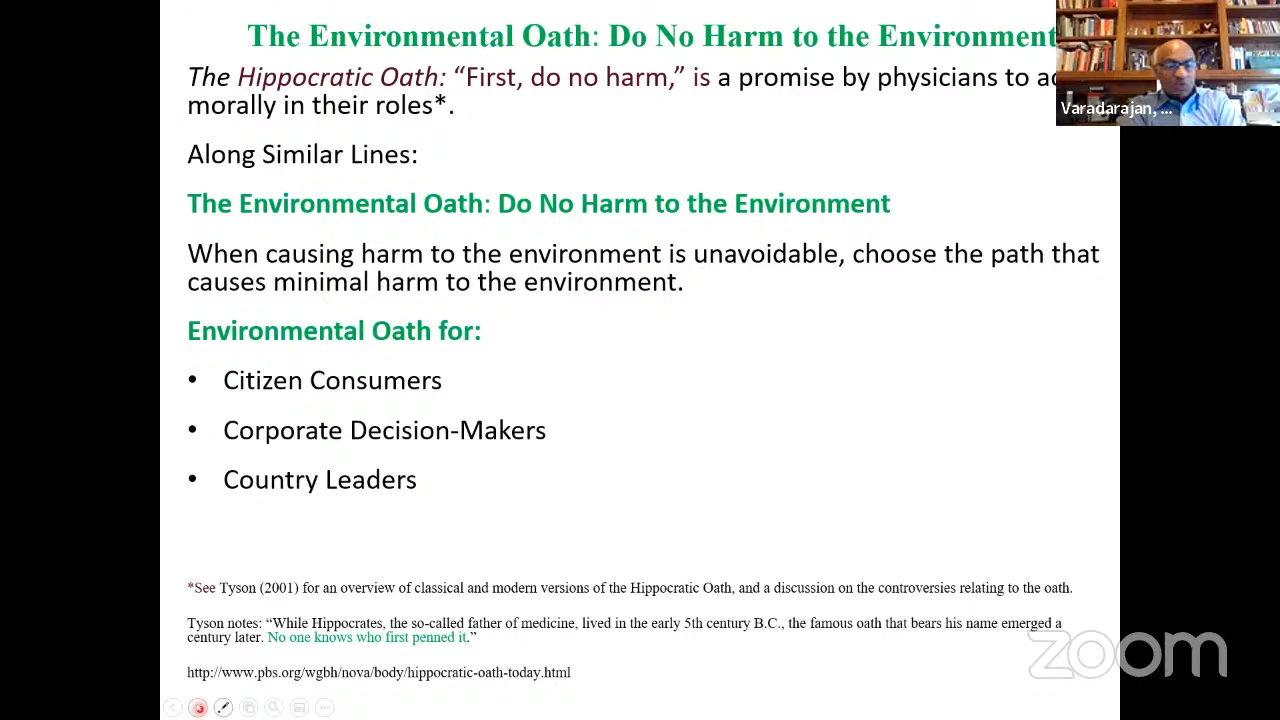 The Environmental Oath: Do No Harm to the Environment
The Hippocratic Oath: “First, do no harm,” is a promise by physicians to ac
morally in their roles*.
Along Similar Lines:
The Environmental Oath: Do No Harm to the Environment
When causing harm to the environment is unavoidable, choose the path that
causes minimal harm to the environment.
Environmental Oath for:
• Citizen Consumers
• Corporate Decision-Makers
• Country Leaders
*See Tyson (2001) for an overview of classical and modern versions of the Hippocratic Oath, and a discussion on the controversies relating to the oath.
Tyson notes: “While Hippocrates, the so-called father of medicine, lived in the early 5th century B.C., the famous oath that bears his name emerged a
century later. No one knows who first penned it.”
http://www.pbs.org/wgbh/nova/body/hippocratic-oath-today.html
Varadarajan, ...
zoom